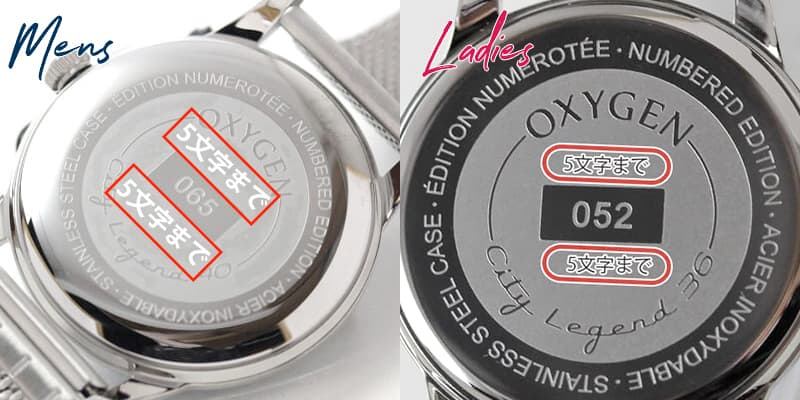 Mens
ÉDITION NUMEROTÉE · NUMBERED EDITION · ACIER INOXYDABLE · STAINLESS STEEL CASE ·
OXYGEN
5文字まで
065
5文字まで
City Legend 40
Ladies
ÉDITION NUMEROTÉE · NUMBERED EDITION · ACIER INOXYDABLE · STAINLESS STEEL CASE ·
OXYGEN
5文字まで
052
5文字まで
City Legend 36